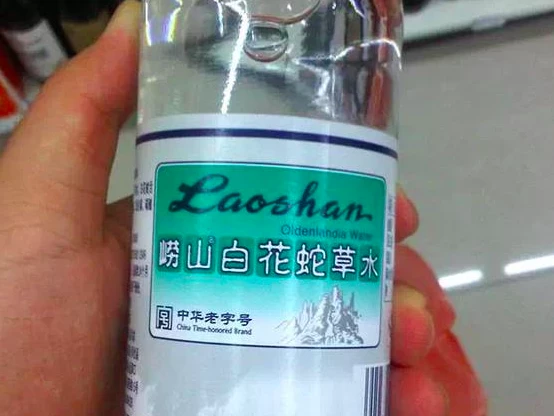 Laoshan
Oldenlandia Water
崂山白花蛇草水
中华老字号
China Time-honored Brand